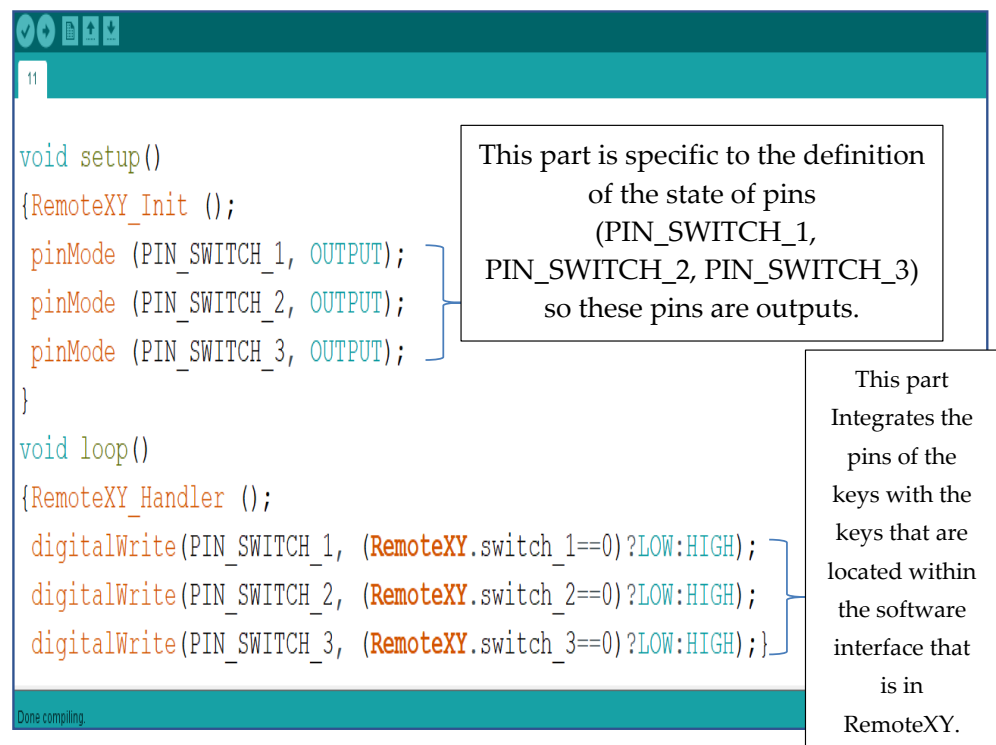 11
void setup()
{RemoteXY_Init ();
pinMode (PIN_SWITCH_1, OUTPUT);
pinMode (PIN_SWITCH_2, OUTPUT);
pinMode (PIN_SWITCH_3, OUTPUT);
}
void loop()
{RemoteXY_Handler ();
digitalWrite(PIN_SWITCH_1, (RemoteXY.switch_1==0)?LOW:HIGH);
digitalWrite(PIN_SWITCH_2, (RemoteXY.switch_2==0)?LOW:HIGH);
digitalWrite(PIN_SWITCH_3, (RemoteXY.switch_3==0)?LOW:HIGH);}
This part is specific to the definition
of the state of pins
(PIN_SWITCH_1,
PIN_SWITCH_2, PIN_SWITCH_3)
so these pins are outputs.
This part
Integrates the
pins of the
keys with the
keys that are
located within
the software
interface that
is in
RemoteXY.
Done compiling.